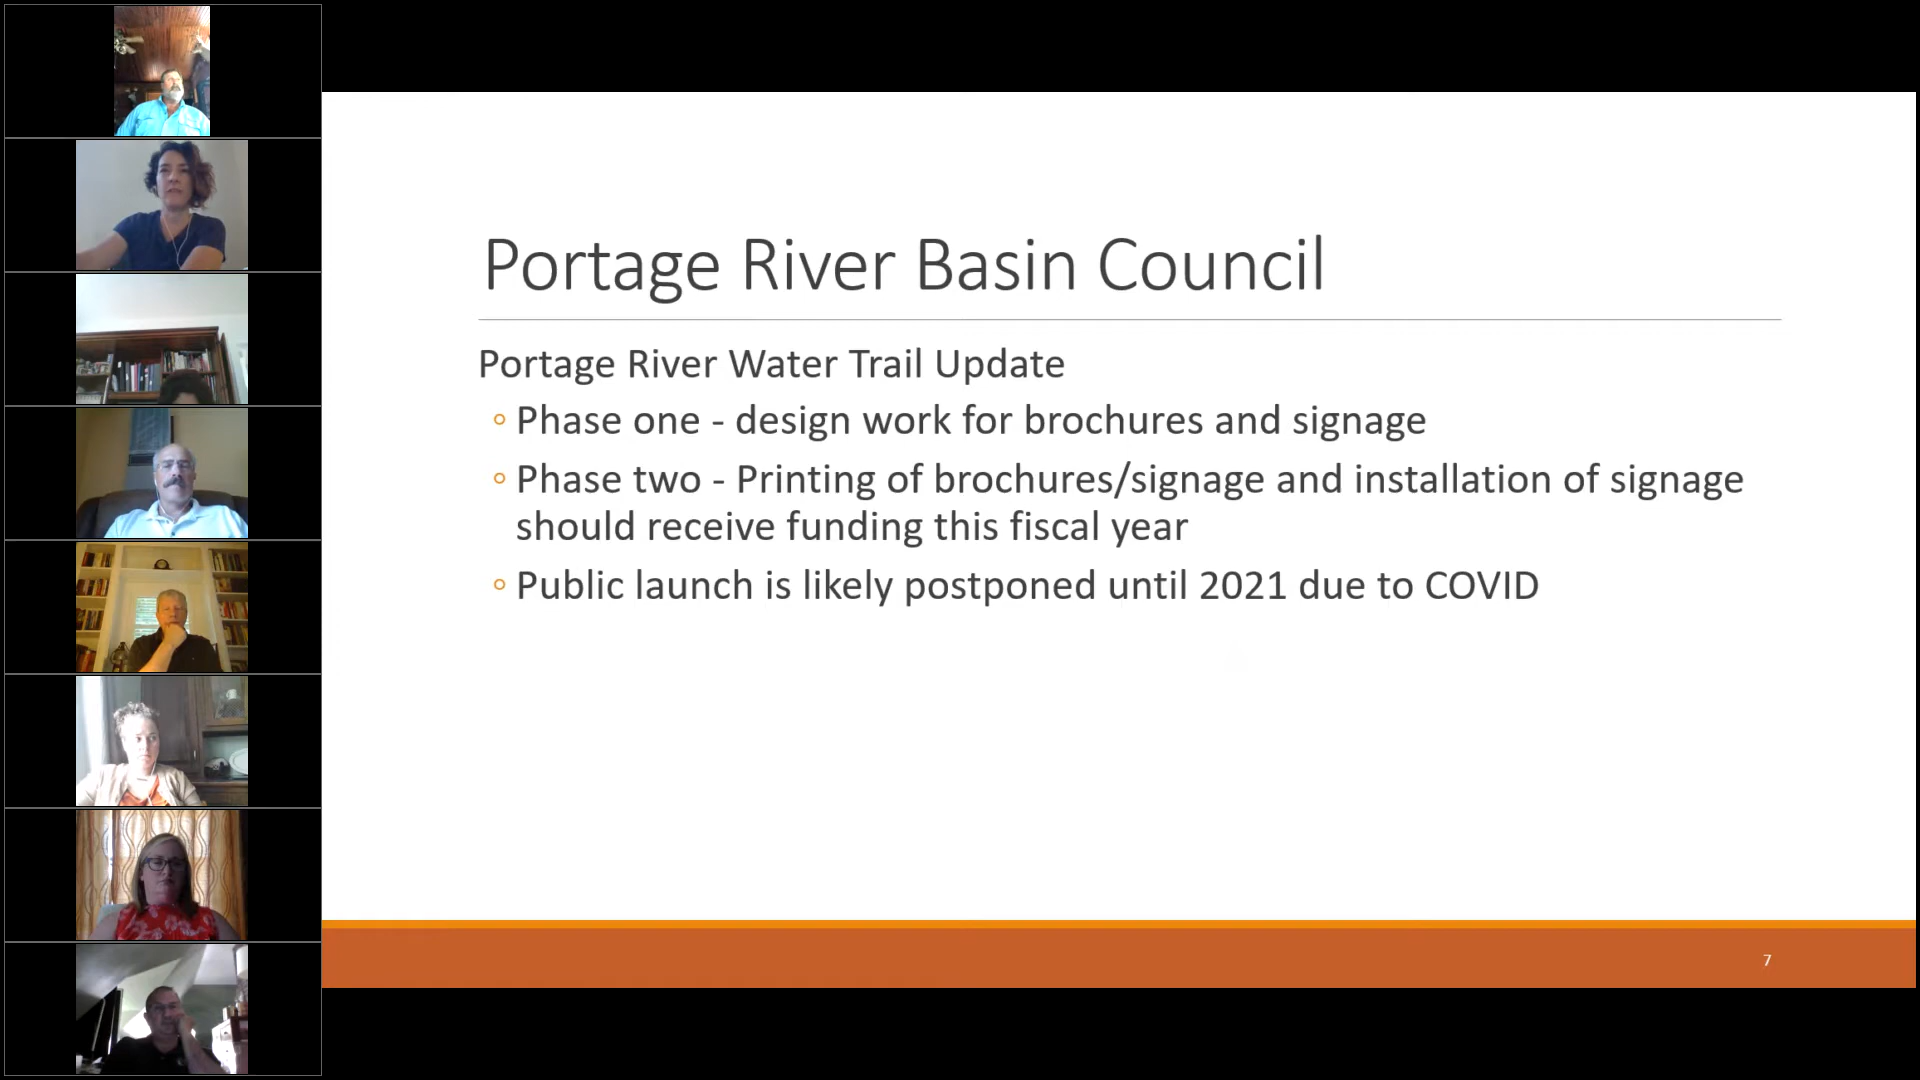 Portage River Basin Council
Portage River Water Trail Update
◦ Phase one - design work for brochures and signage
◦ Phase two - Printing of brochures/signage and installation of signage
should receive funding this fiscal year
◦ Public launch is likely postponed until 2021 due to COVID
7